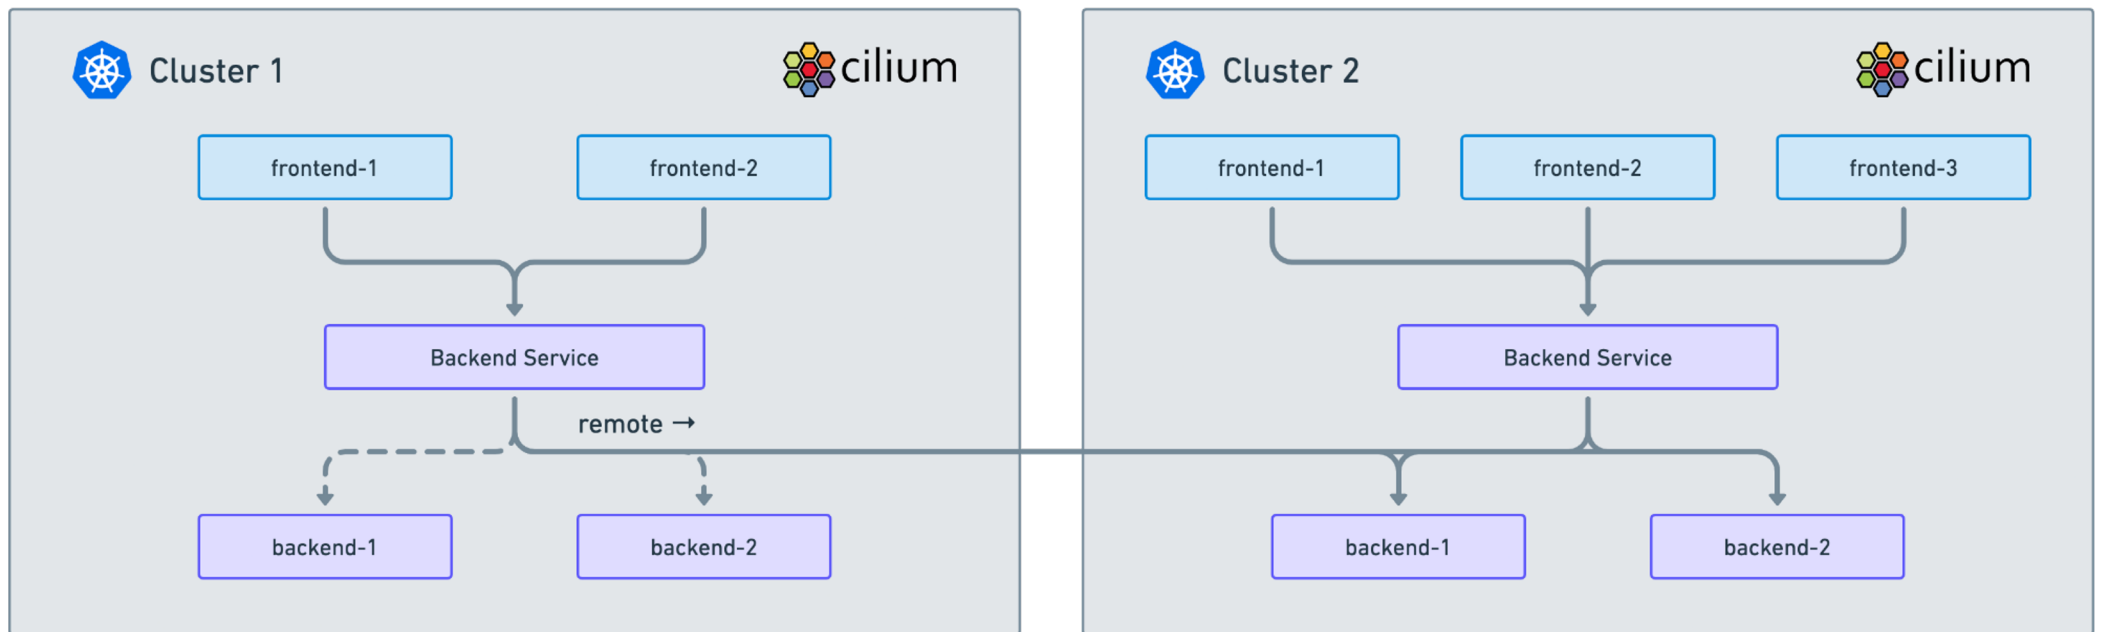 Cluster 1
cilium
frontend-1
frontend-2
Backend Service
remote →
backend-1
backend-2
Cluster 2
cilium
frontend-1
frontend-2
frontend-3
Backend Service
backend-1
backend-2